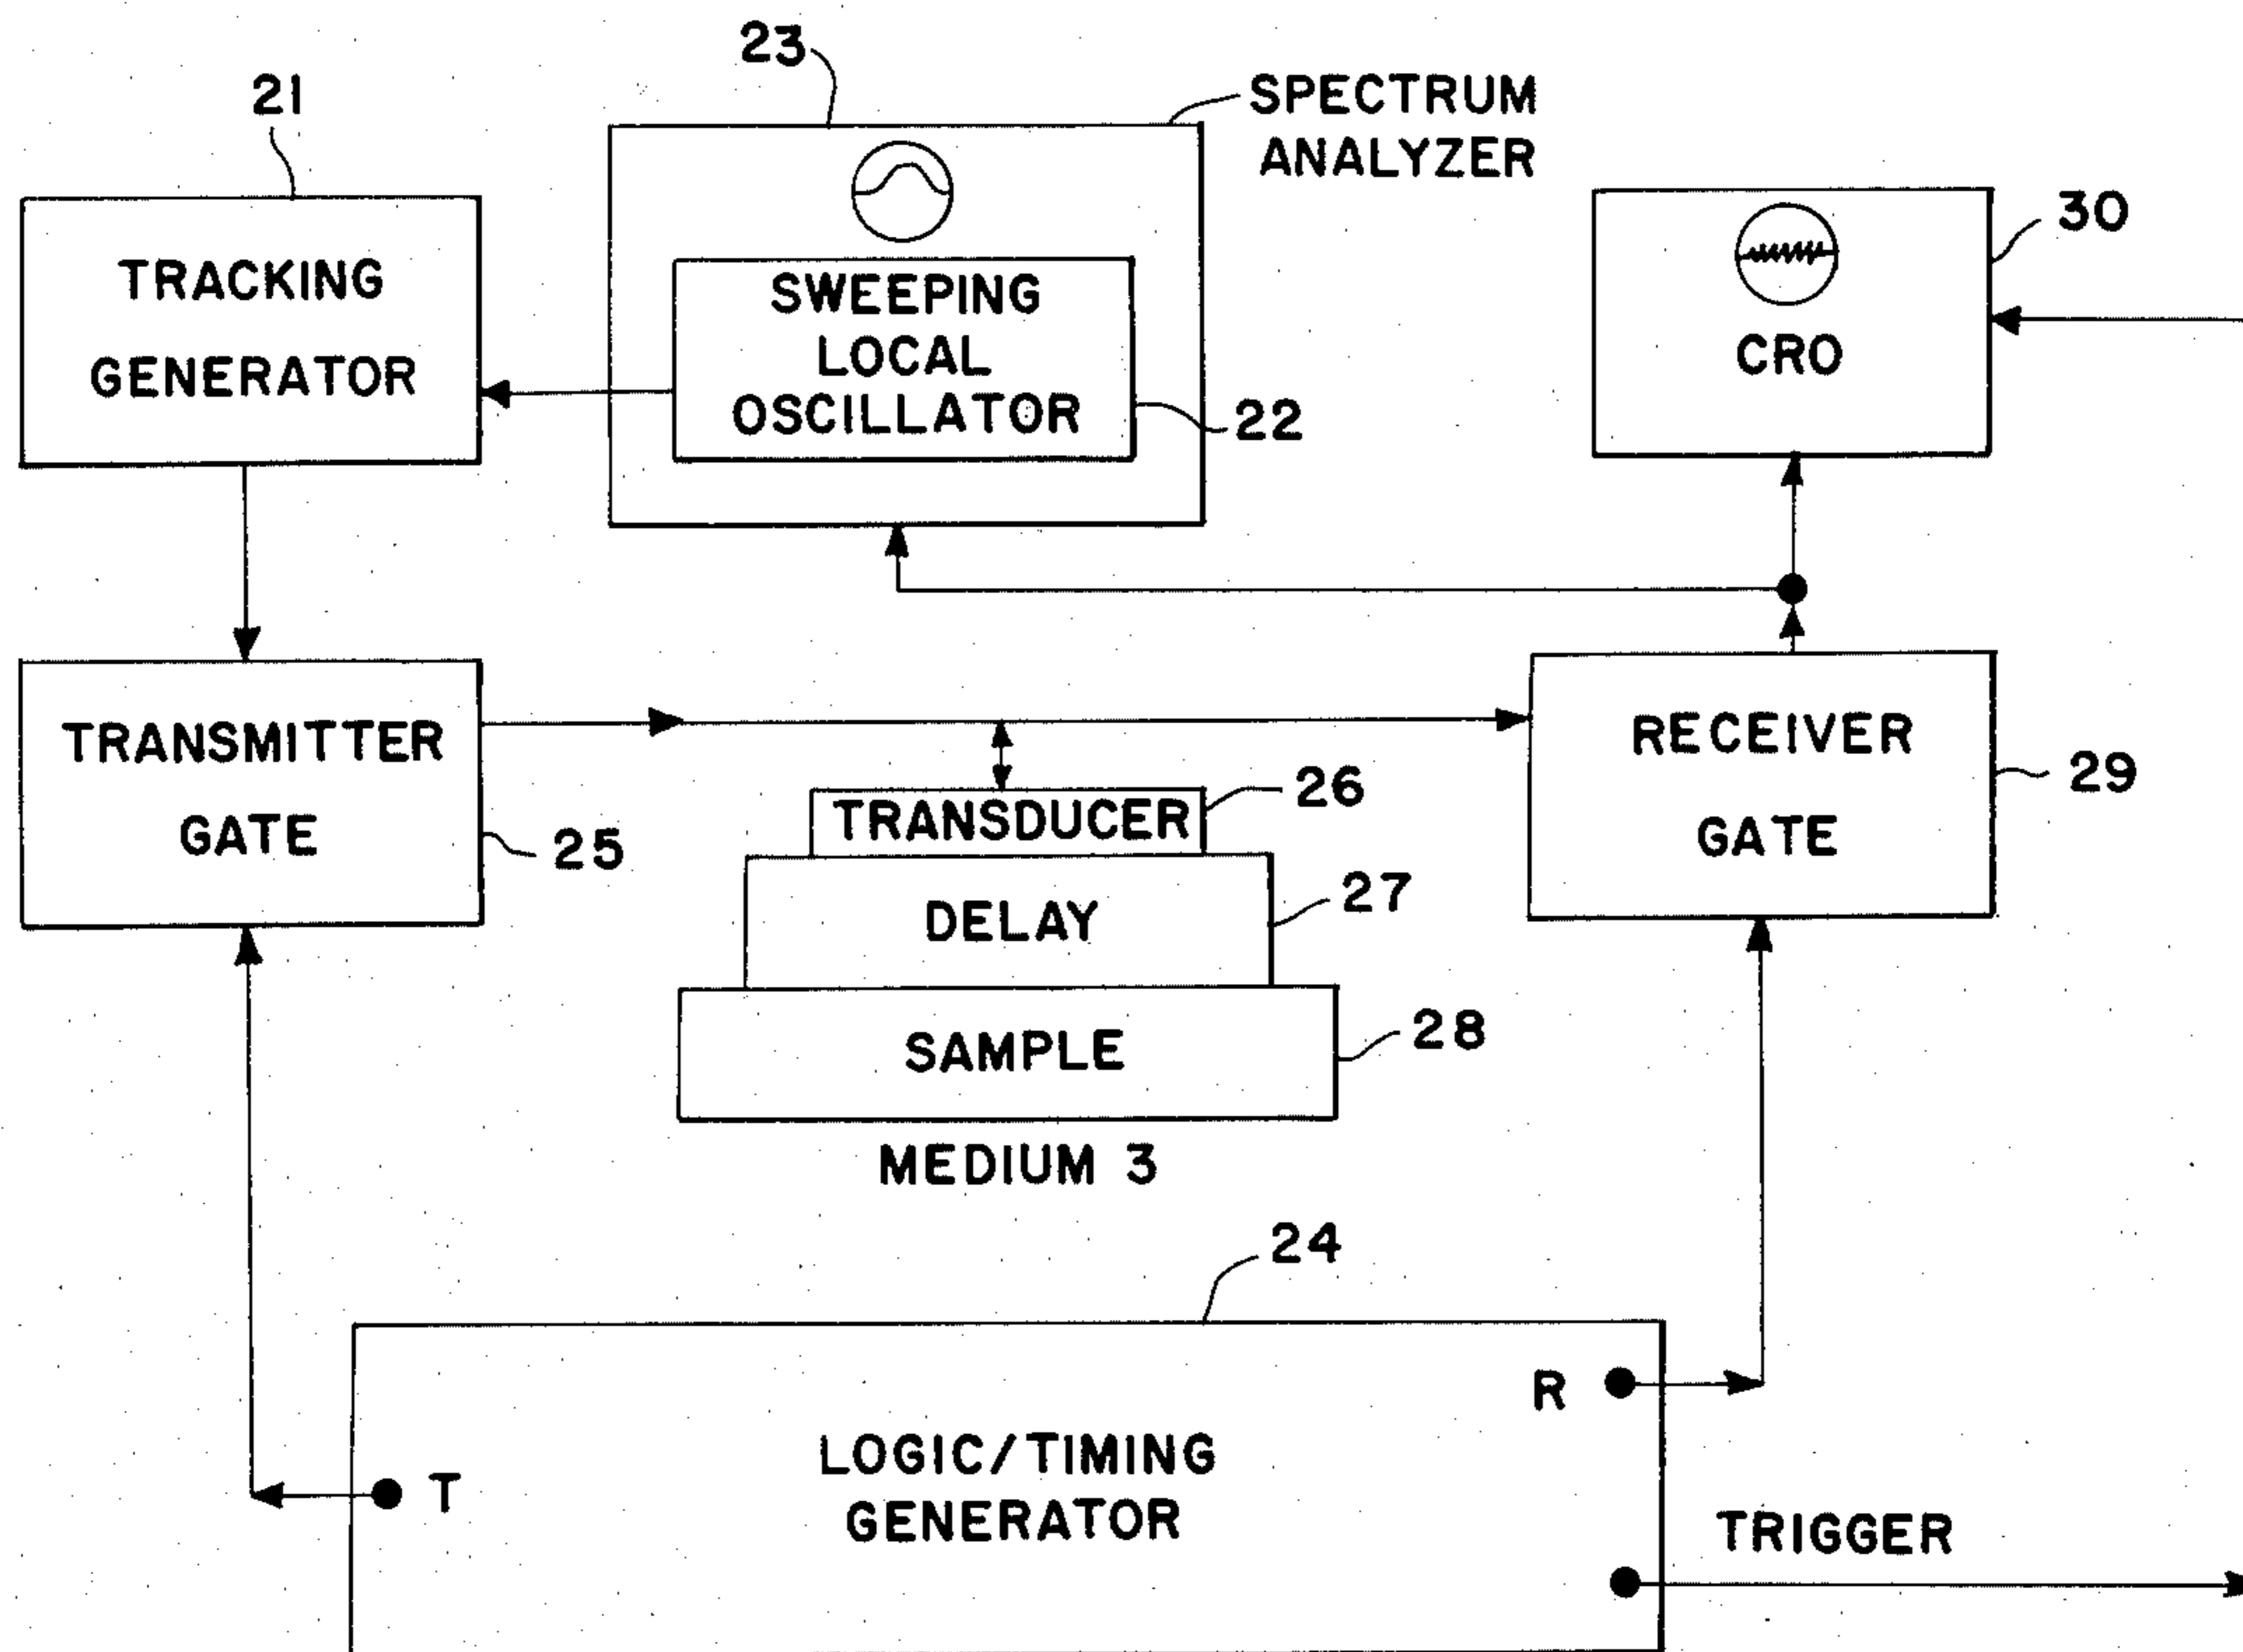 23
SPECTRUM
ANALYZER
21
TRACKING
GENERATOR
SWEEPING
LOCAL
OSCILLATOR
22
30
CRO
TRANSMITTER
GATE
25
TRANSDUCER
26
DELAY
27
SAMPLE
28
MEDIUM 3
RECEIVER
GATE
29
24
R
T
LOGIC/TIMING
GENERATOR
TRIGGER